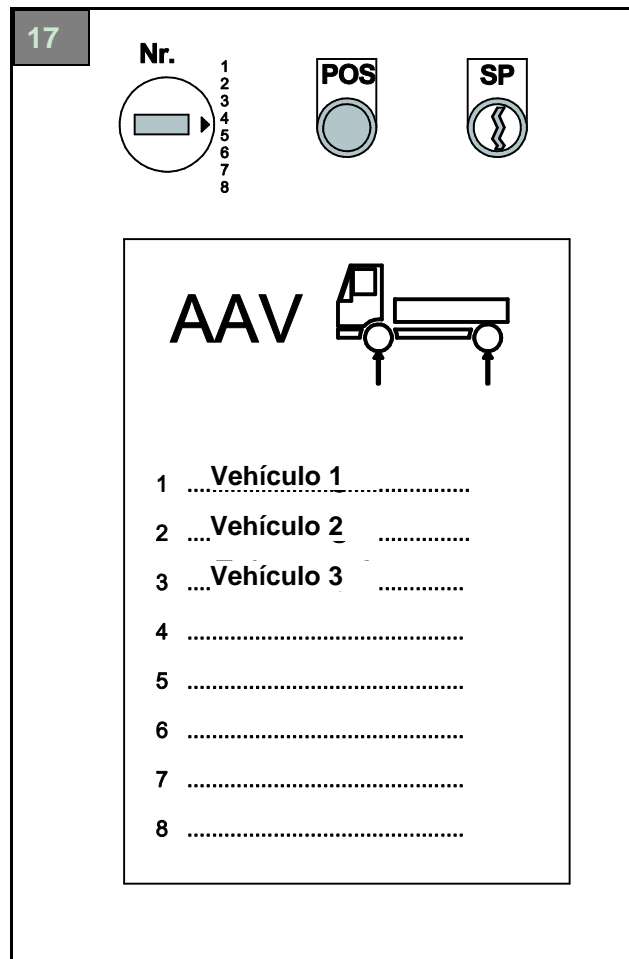 17
Nr.
1
2
3
4
5
6
7
8
POS
SP
AAV
1 ....Vehículo 1.....................
2 ....Vehículo 2 ...............
3 ....Vehículo 3 ..............
4 .............................................
5 .............................................
6 .............................................
7 .............................................
8 .............................................